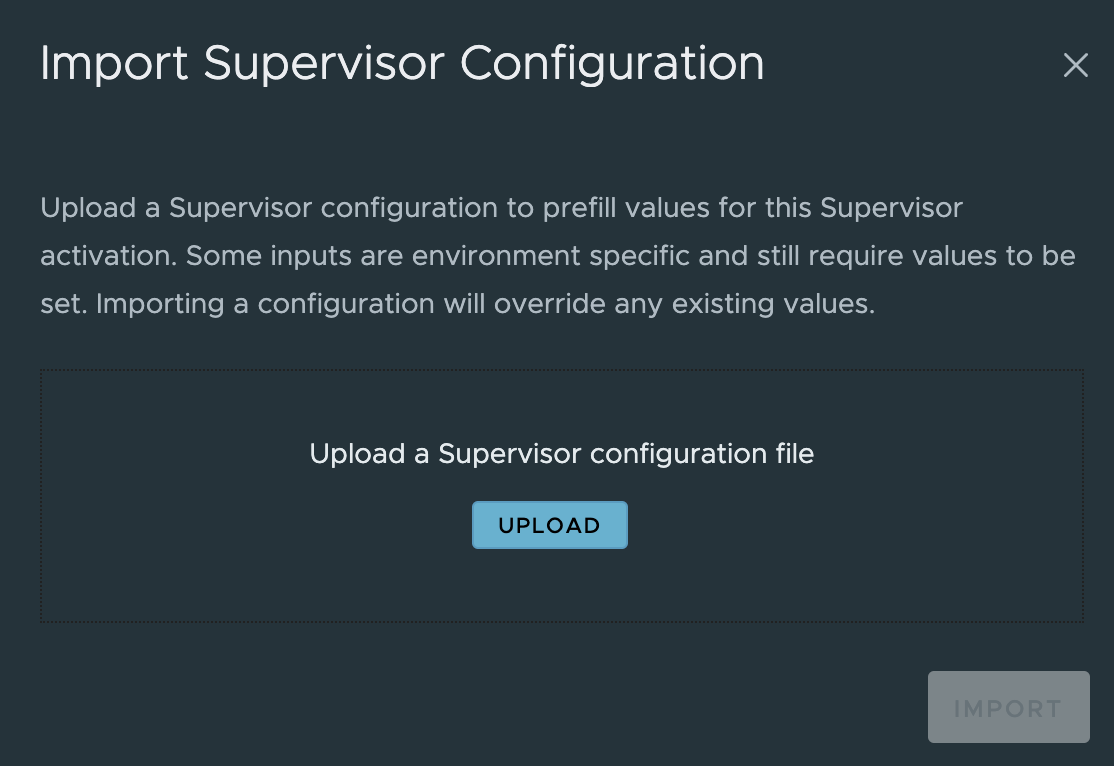 Import Supervisor Configuration
Upload a Supervisor configuration to prefill values for this Supervisor
activation. Some inputs are environment specific and still require values to be
set. Importing a configuration will override any existing values.
Upload a Supervisor configuration file
UPLOAD
IMPORT